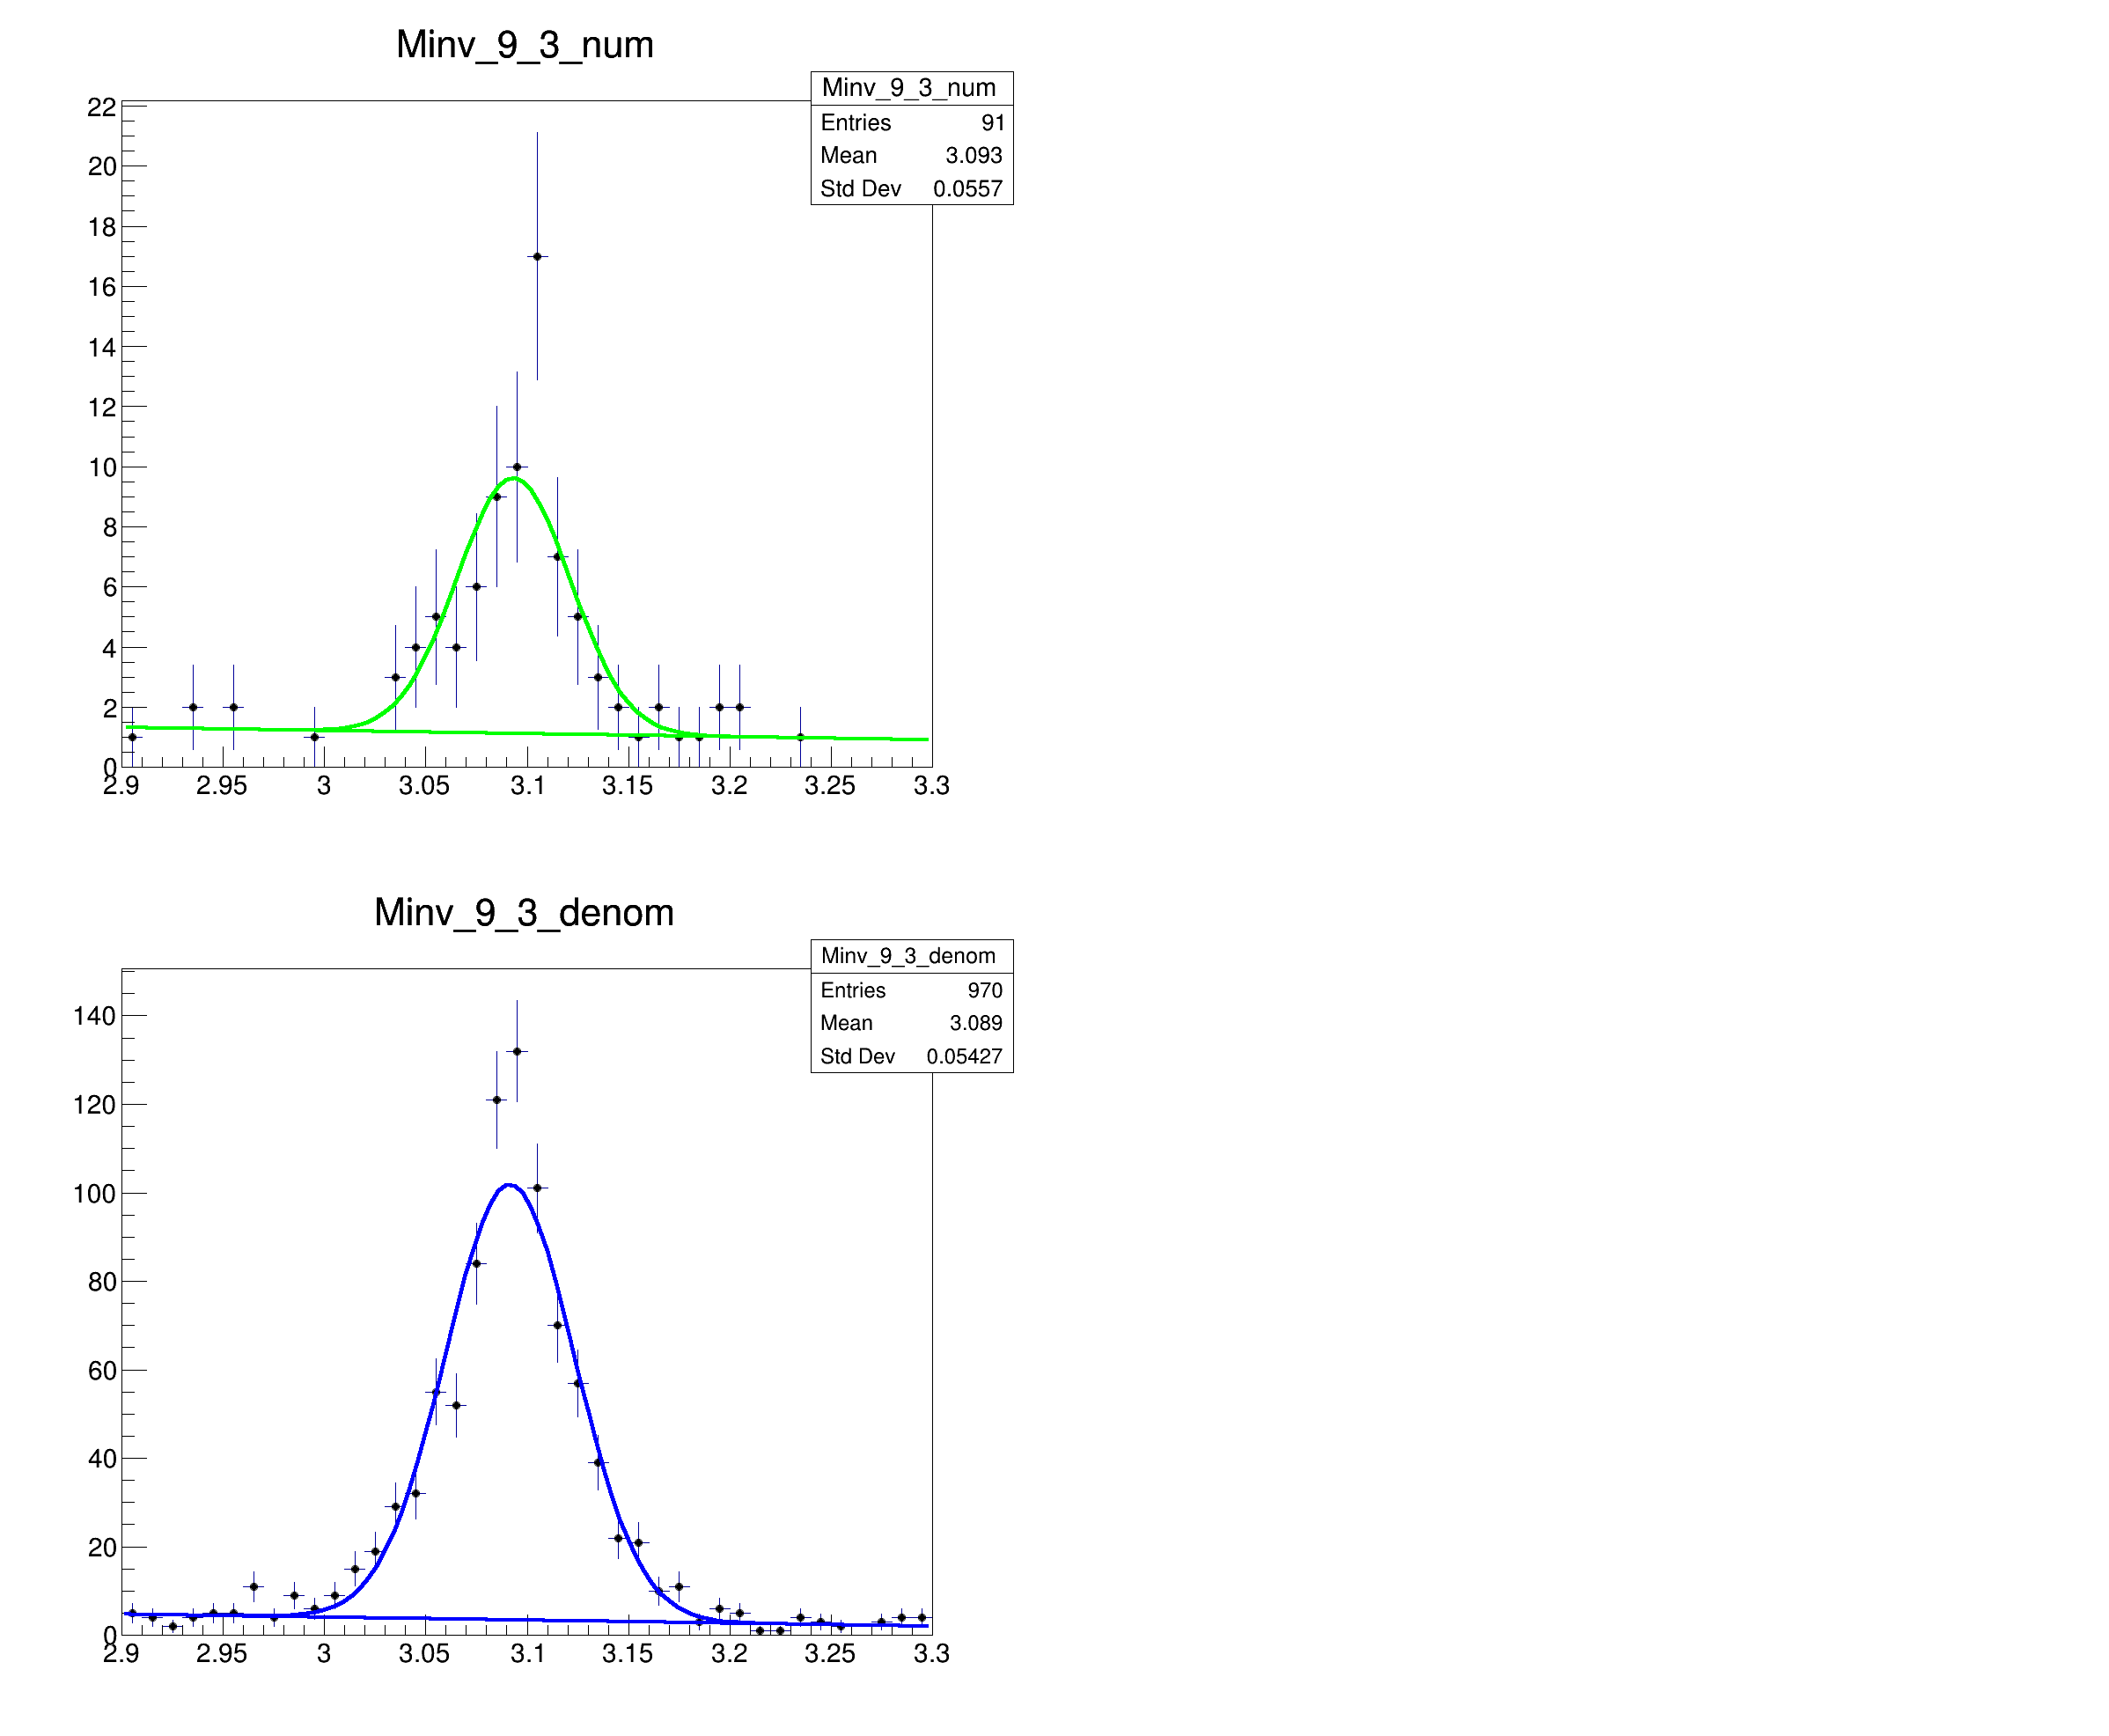 Minv_9_3_num
Minv_9_3_num
Entries 91
Mean 3.093
Std Dev 0.0557
22
20
18
16
14
12
10
8
6
4
2
0
2.9 2.95 3 3.05 3.1 3.15 3.2 3.25 3.3
Minv_9_3_denom
Minv_9_3_denom
Entries 970
Mean 3.089
Std Dev 0.05427
140
120
100
80
60
40
20
0
2.9 2.95 3 3.05 3.1 3.15 3.2 3.25 3.3